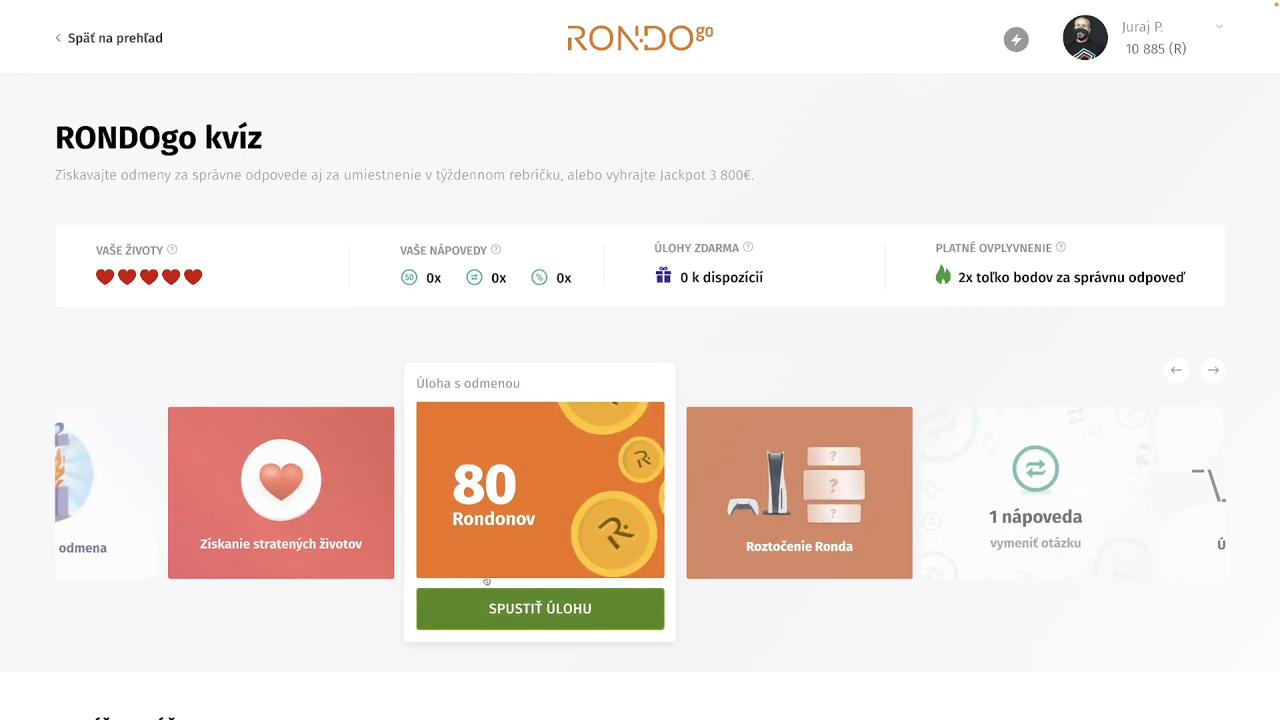 Späť na prehľad
RONDOgo
Juraj P.
10 885 (R)
RONDOgo kvíz
Získavajte odmeny za správne odpovede aj za umiestnenie v týždennom rebríčku, alebo vyhrajte Jackpot 3 800€.
VAŠE ŽIVOTY ?
VAŠE NÁPOVEDY ?
50 0x
0x
% 0x
ÚLOHY ZDARMA ?
0 k dispozícií
PLATNÉ OVPLYVNENIE ?
2x toľko bodov za správnu odpoveď
odmena
Získanie stratených životov
Úloha s odmenou
80
Rondonov
SPUSTIŤ ÚLOHU
? 
?
?
Roztočenie Ronda
1 nápoveda
vymeniť otázku
Ú